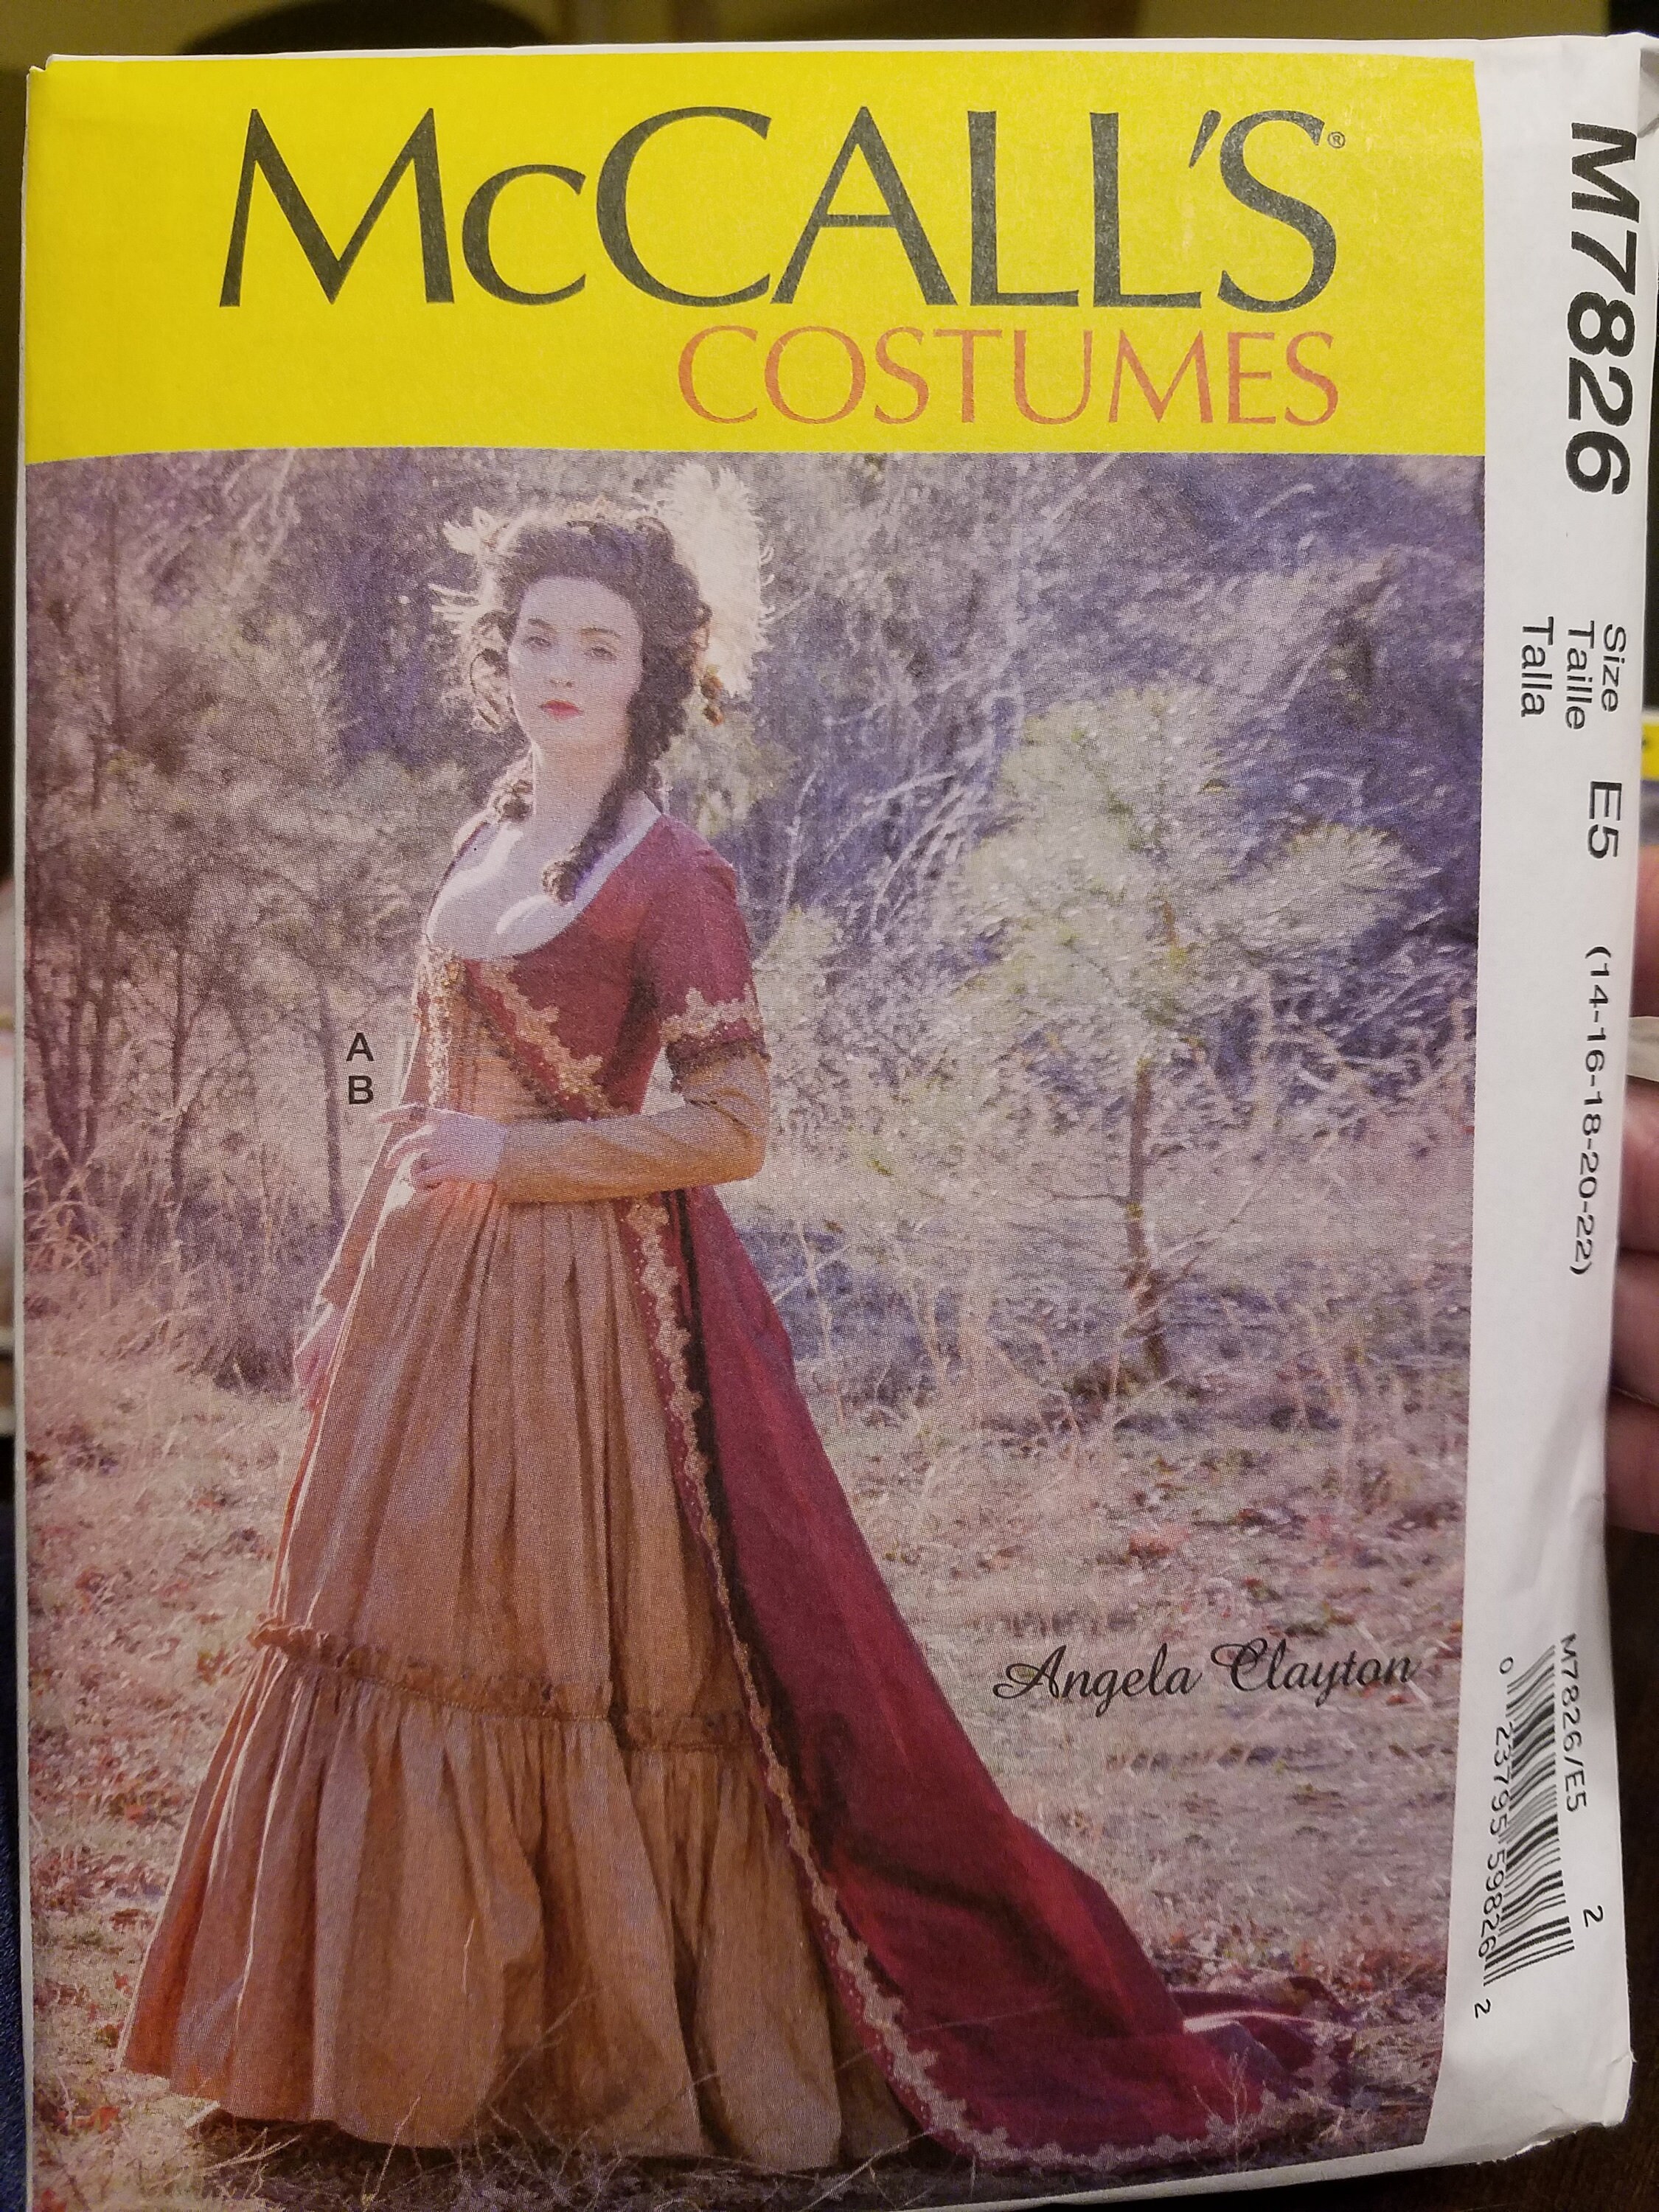 McCALL'S®
COSTUMES
A
B
Angela Clayton
M7826
Size
Taille
Talla
E5
(14-16-18-20-22)
M7826/E5
0 23795 59826 2
2